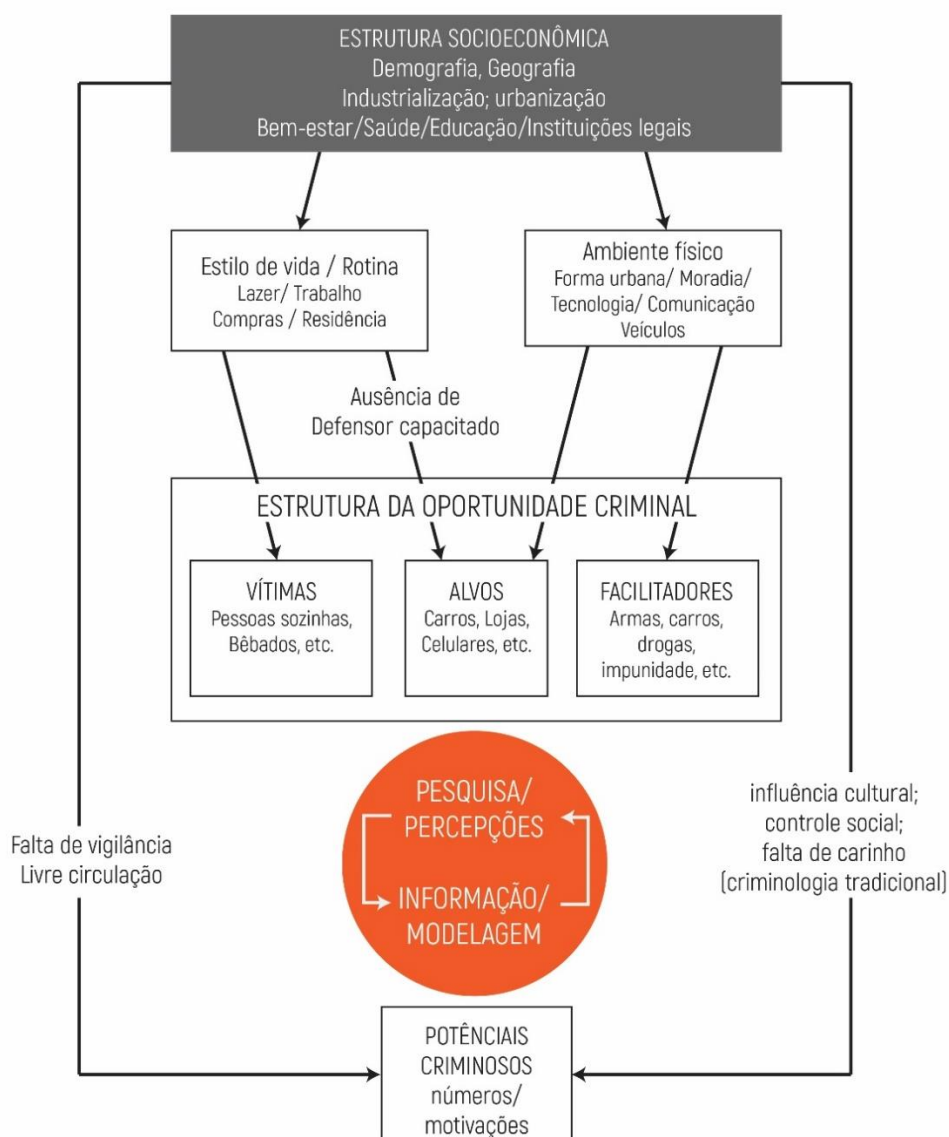 ESTRUTURA SOCIOECONÔMICA
Demografia, Geografia
Industrialização; urbanização
Bem-estar/Saúde/Educação/Instituições legais
Estilo de vida / Rotina
Lazer/ Trabalho
Compras / Residência
Ambiente físico
Forma urbana/ Moradia/
Tecnologia/ Comunicação
Veículos
Ausência de
Defensor capacitado
ESTRUTURA DA OPORTUNIDADE CRIMINAL
VÍTIMAS
Pessoas sozinhas,
Bêbados, etc.
ALVOS
Carros, Lojas,
Celulares, etc.
FACILITADORES
Armas, carros,
drogas,
impunidade, etc.
PESQUISA/
PERCEPÇÕES
INFORMAÇÃO/
MODELAGEM
Falta de vigilância
Livre circulação
influência cultural;
controle social;
falta de carinho
(criminologia tradicional)
POTÊNCIAIS
CRIMINOSOS
números/
motivações